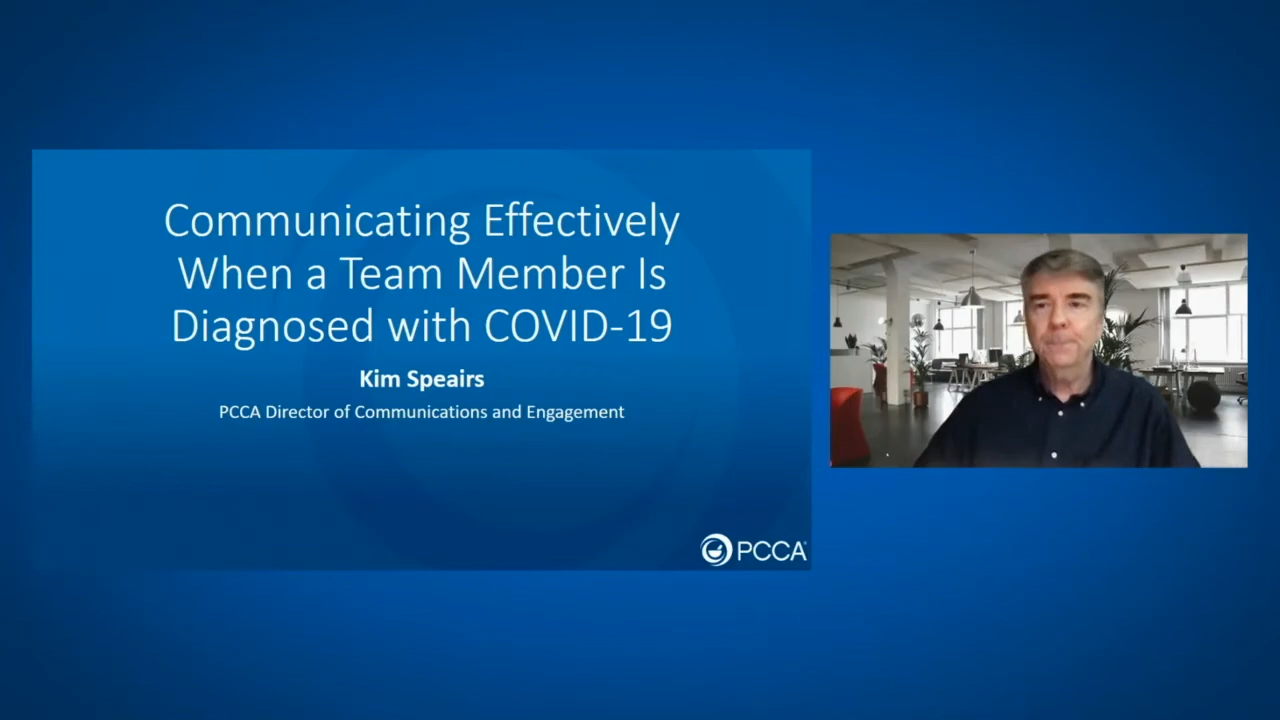 Communicating Effectively
When a Team Member Is
Diagnosed with COVID-19
Kim Speairs
PCCA Director of Communications and Engagement
PCCA